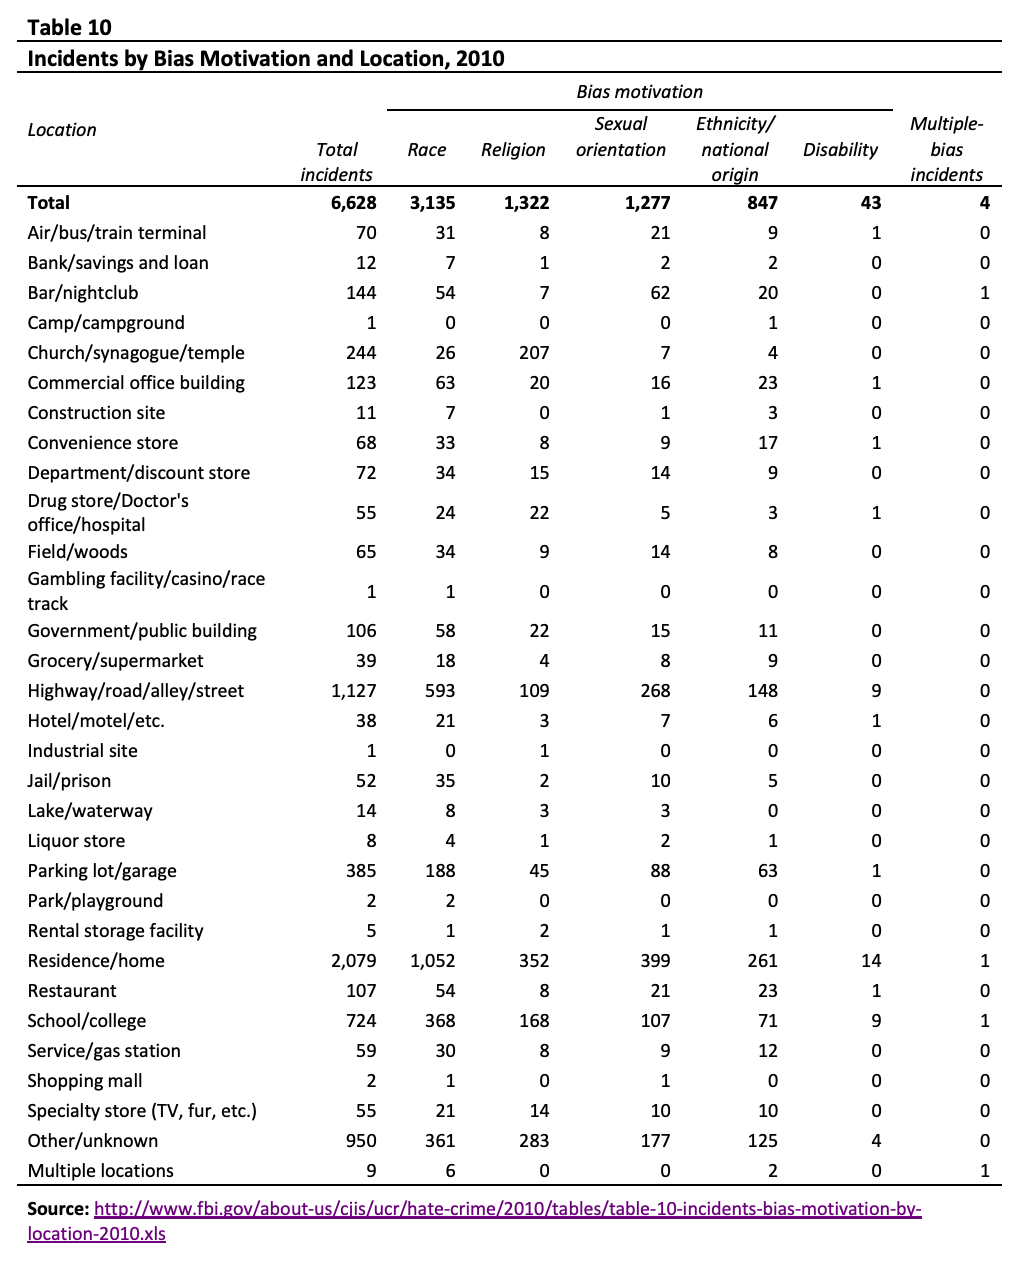 Table 10
Incidents by Bias Motivation and Location, 2010
Bias motivation
Location
Total incidents Race Religion Sexual orientation Ethnicity/ national origin Disability Multiple- bias incidents
Total 6,628 3,135 1,322 1,277 847 43 4
Air/bus/train terminal 70 31 8 21 9 1 0
Bank/savings and loan 12 7 1 2 2 0 0
Bar/nightclub 144 54 7 62 20 0 1
Camp/campground 1 0 0 0 1 0 0
Church/synagogue/temple 244 26 207 7 4 0 0
Commercial office building 123 63 20 16 23 1 0
Construction site 11 7 0 1 3 0 0
Convenience store 68 33 8 9 17 1 0
Department/discount store 72 34 15 14 9 0 0
Drug store/Doctor's
office/hospital 55 24 22 5 3 1 0
Field/woods 65 34 9 14 8 0 0
Gambling facility/casino/race
track 1 1 0 0 0 0 0
Government/public building 106 58 22 15 11 0 0
Grocery/supermarket 39 18 4 8 9 0 0
Highway/road/alley/street 1,127 593 109 268 148 9 0
Hotel/motel/etc. 38 21 3 7 6 1 0
Industrial site 1 0 1 0 0 0 0
Jail/prison 52 35 2 10 5 0 0
Lake/waterway 14 8 3 3 0 0 0
Liquor store 8 4 1 2 1 0 0
Parking lot/garage 385 188 45 88 63 1 0
Park/playground 2 2 0 0 0 0 0
Rental storage facility 5 1 2 1 1 0 0
Residence/home 2,079 1,052 352 399 261 14 1
Restaurant 107 54 8 21 23 1 0
School/college 724 368 168 107 71 9 1
Service/gas station 59 30 8 9 12 0 0
Shopping mall 2 1 0 1 0 0 0
Specialty store (TV, fur, etc.) 55 21 14 10 10 0 0
Other/unknown 950 361 283 177 125 4 0
Multiple locations 9 6 0 0 2 0 1
Source: http://www.fbi.gov/about-us/cjis/ucr/hate-crime/2010/tables/table-10-incidents-bias-motivation-by-
location-2010.xls